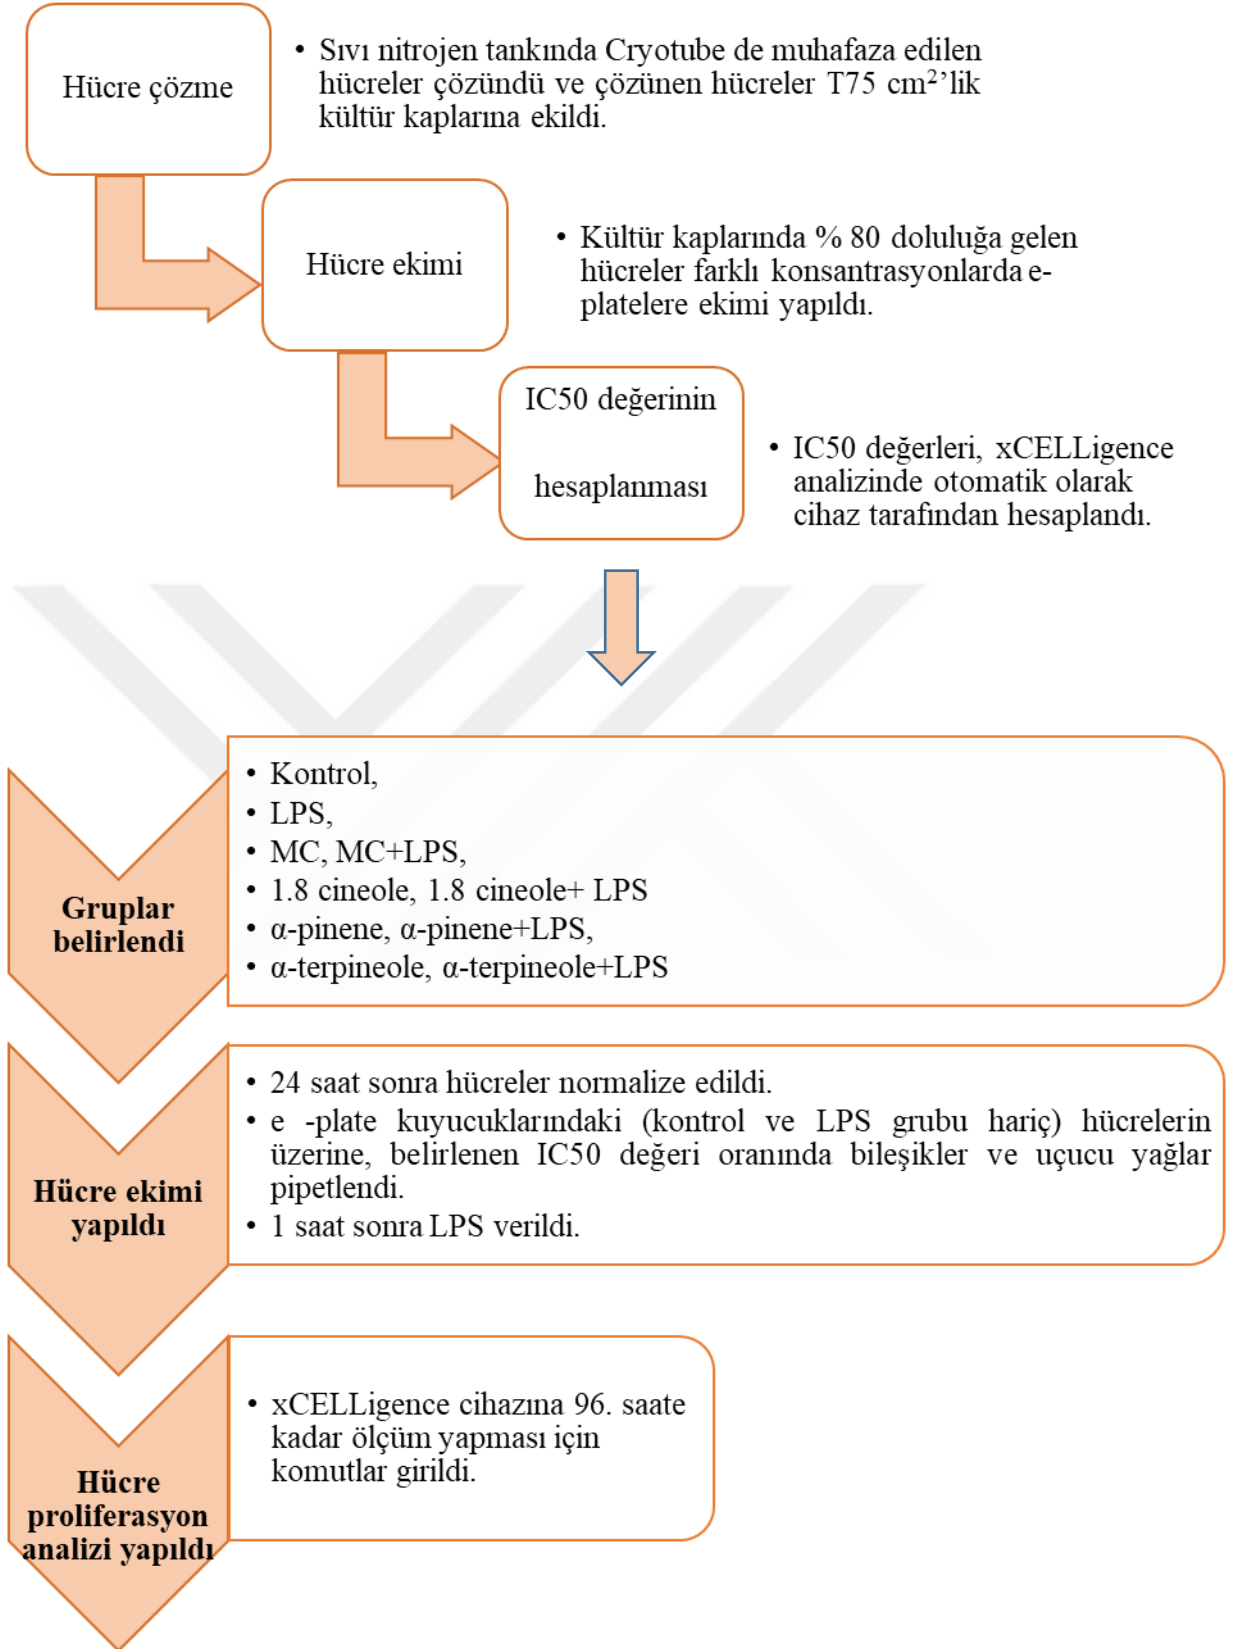 Hücre çözme
• Sıvı nitrojen tankında Cryotube de muhafaza edilen
hücreler çözündü ve çözünen hücreler T75 cm²’lik
kültür kaplarına ekildi.
Hücre ekimi
• Kültür kaplarında % 80 doluluğa gelen
hücreler farklı konsantrasyonlarda e-
platelere ekimi yapıldı.
IC50 değerinin
hesaplanması
• IC50 değerleri, xCELLigence
analizinde otomatik olarak
cihaz tarafından hesaplandı.
Gruplar
belirlendi
• Kontrol,
• LPS,
• MC, MC+LPS,
• 1.8 cineole, 1.8 cineole+ LPS
• α-pinene, α-pinene+LPS,
• α-terpineole, α-terpineole+LPS
Hücre ekimi
yapıldı
• 24 saat sonra hücreler normalize edildi.
• e -plate kuyucuklarındaki (kontrol ve LPS grubu hariç) hücrelerin
üzerine, belirlenen IC50 değeri oranında bileşikler ve uçucu yağlar
pipetlendi.
• 1 saat sonra LPS verildi.
Hücre
proliferasyon
analizi yapıldı
• xCELLigence cihazına 96. saate
kadar ölçüm yapması için
komutlar girildi.